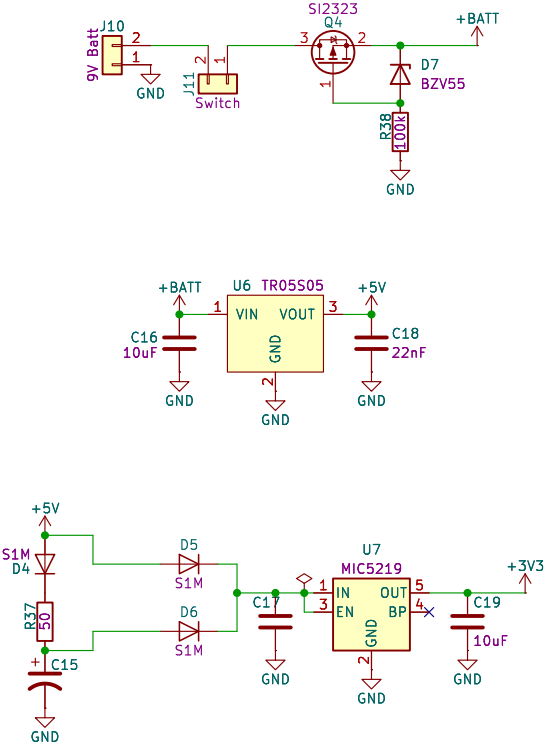 SI2323
Q4
J10
9V Batt
2
1
GND
2
1
J11
Switch
3
2
1
+BATT
D7
BZV55
R38
100k
GND
+BATT
U6 TR05S05
+5V
1
VIN VOUT
3
GND
2
C16
10uF
C18
22nF
GND
GND
GND
+5V
S1M
D4
D5
S1M
R37
50
D6
S1M
C15
+
GND
C17
GND
U7
MIC5219
1
IN OUT
5
3
EN BP
4
GND
2
GND
+3V3
C19
10uF
GND